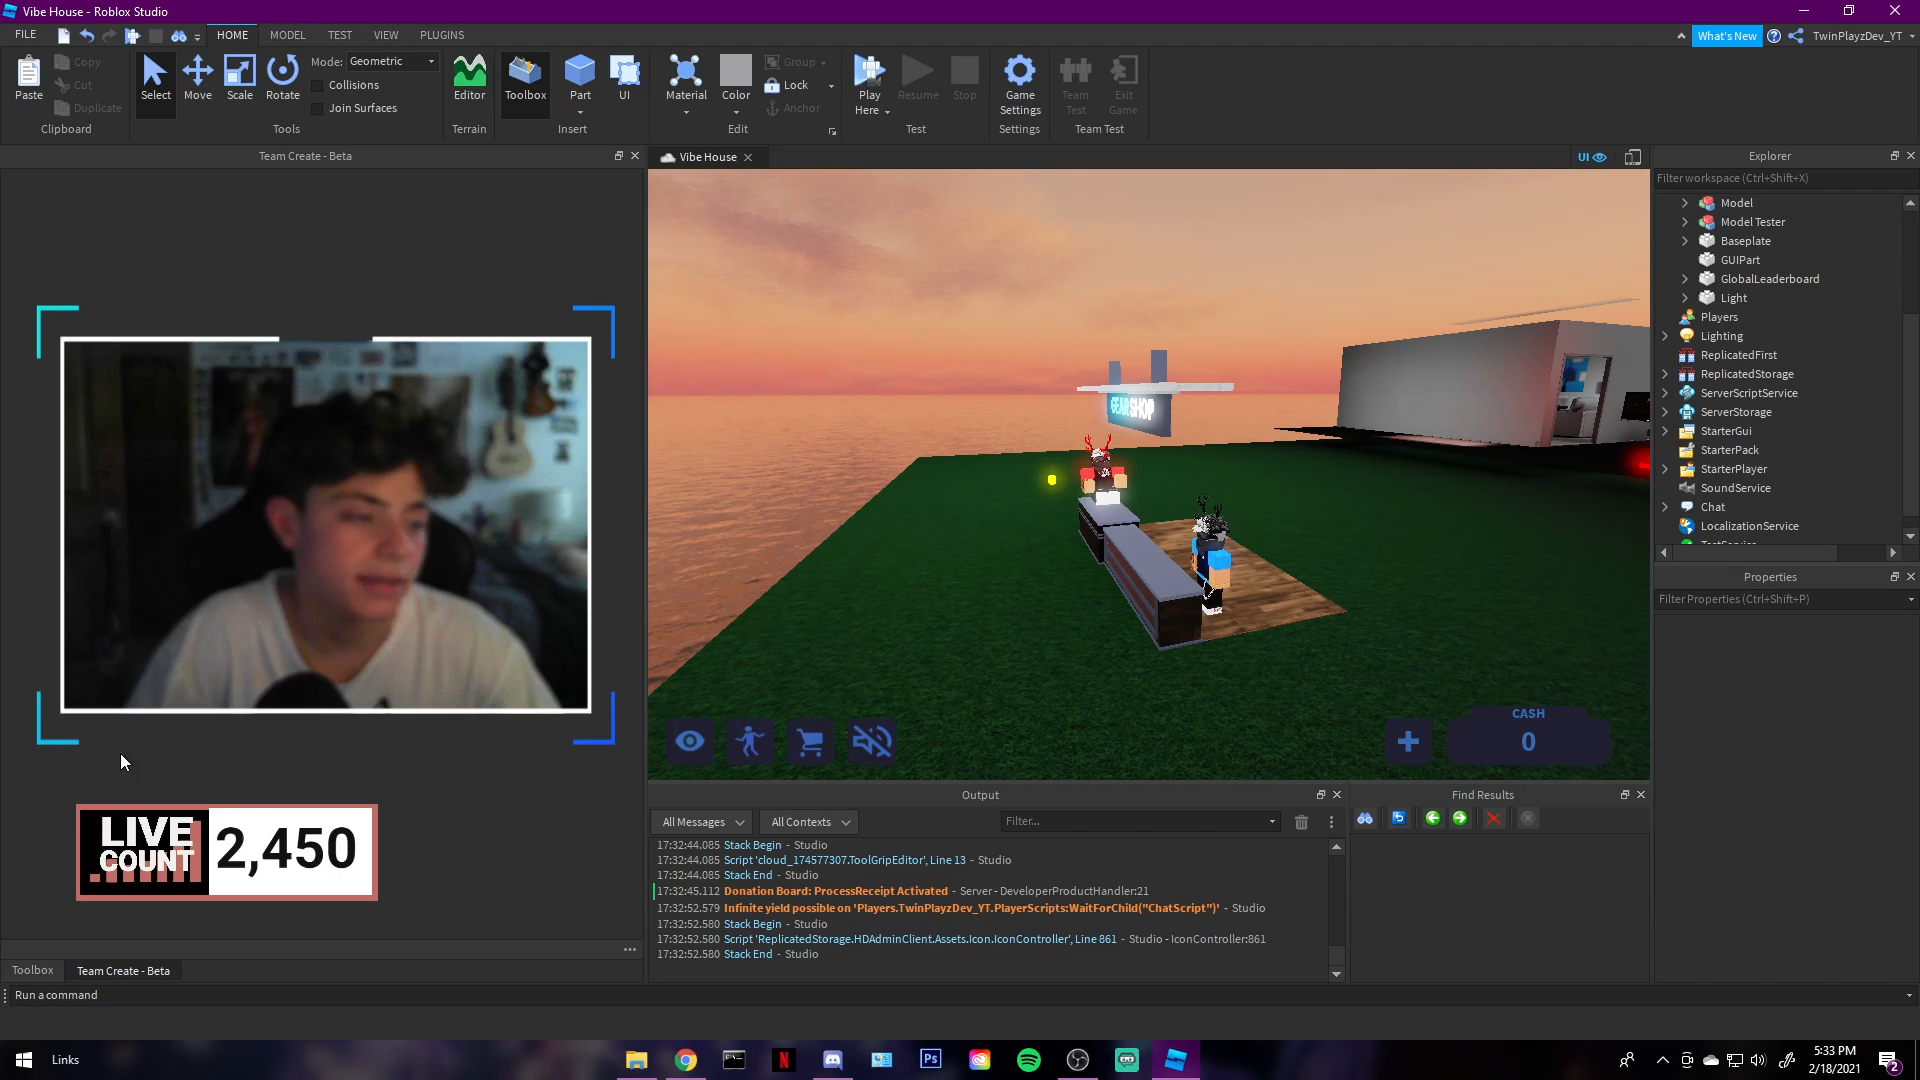 Vibe House - Roblox Studio
FILE
HOME
MODEL
TEST
VIEW
PLUGINS
What's New
TwinPlayzDev_YT
Paste
Copy
Cut
Duplicate
Clipboard
Select
Move
Scale
Rotate
Mode: Geometric
Collisions
Join Surfaces
Tools
Editor
Terrain
Toolbox
Part
UI
Insert
Material
Color
Group
Lock
Anchor
Edit
Play
Here
Resume
Stop
Test
Game
Settings
Settings
Team
Test
Exit
Game
Team Test
Team Create - Beta
Vibe House
UI
Explorer
Filter workspace (Ctrl+Shift+X)
Model
Model Tester
Baseplate
GUIPart
GlobalLeaderboard
Light
Players
Lighting
ReplicatedFirst
ReplicatedStorage
ServerScriptService
ServerStorage
StarterGui
StarterPack
StarterPlayer
SoundService
Chat
LocalizationService
TestService
Properties
Filter Properties (Ctrl+Shift+P)
GEAR SHOP
CASH
0
LIVE
COUNT
2,450
Output
All Messages
All Contexts
Filter...
17:32:44.085 Stack Begin - Studio
17:32:44.085 Script 'cloud_174577307.ToolGripEditor', Line 13 - Studio
17:32:44.085 Stack End - Studio
17:32:45.112 Donation Board: ProcessReceipt Activated - Server - DeveloperProductHandler:21
17:32:52.579 Infinite yield possible on 'Players.TwinPlayzDev_YT.PlayerScripts:WaitForChild("ChatScript")' - Studio
17:32:52.580 Stack Begin - Studio
17:32:52.580 Script 'ReplicatedStorage.HDAdminClient.Assets.Icon.IconController', Line 861 - Studio - IconController:861
17:32:52.580 Stack End - Studio
Find Results
Toolbox
Team Create - Beta
Run a command
Links
Ps
5:33 PM
2/18/2021
2